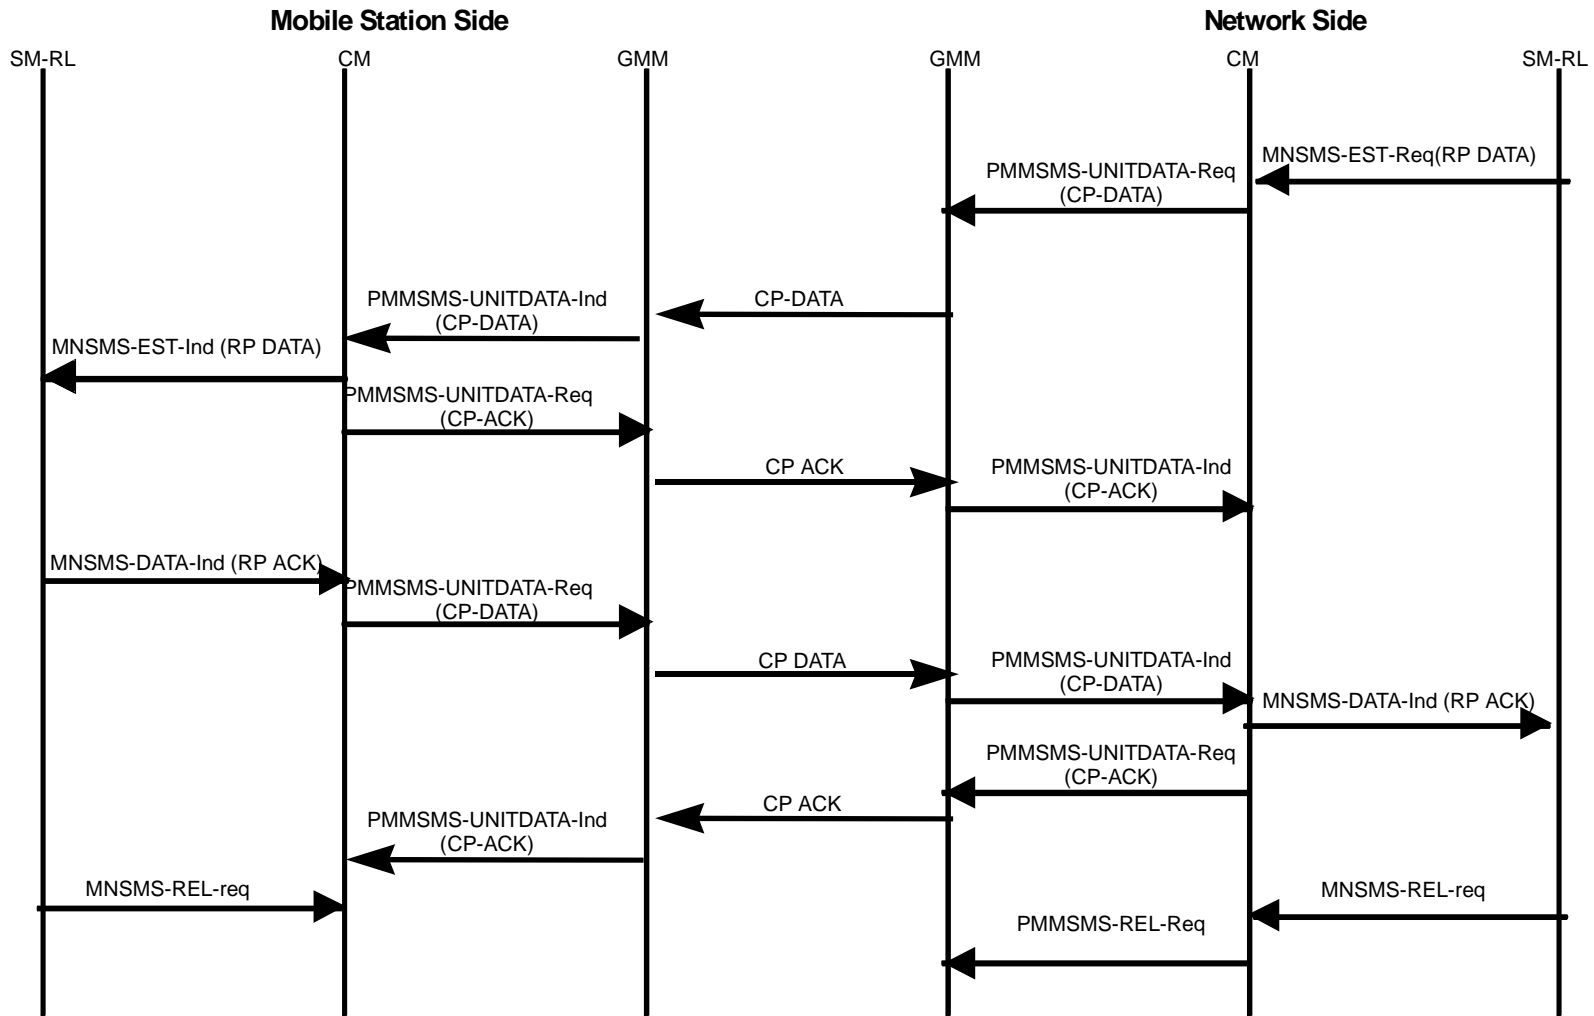 Mobile Station Side
Network Side
SM-RL
CM
GMM
GMM
CM
SM-RL
MNSMS-EST-Req(RP DATA)
PMMSMS-UNITDATA-Req
(CP-DATA)
CP-DATA
PMMSMS-UNITDATA-Ind
(CP-DATA)
MNSMS-EST-Ind (RP DATA)
PMMSMS-UNITDATA-Req
(CP-ACK)
CP ACK
PMMSMS-UNITDATA-Ind
(CP-ACK)
MNSMS-DATA-Ind (RP ACK)
PMMSMS-UNITDATA-Req
(CP-DATA)
CP DATA
PMMSMS-UNITDATA-Ind
(CP-DATA)
MNSMS-DATA-Ind (RP ACK)
PMMSMS-UNITDATA-Req
(CP-ACK)
CP ACK
PMMSMS-UNITDATA-Ind
(CP-ACK)
MNSMS-REL-req
MNSMS-REL-req
PMMSMS-REL-Req